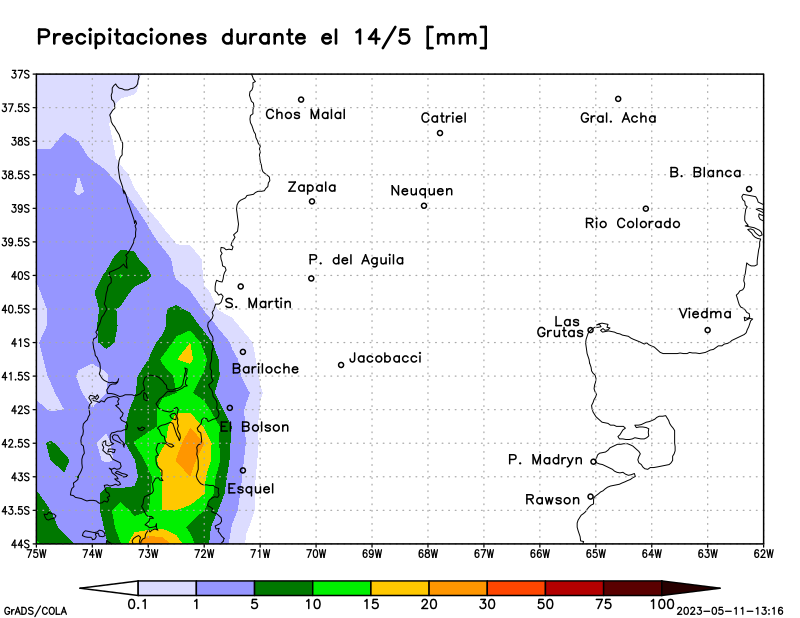 Precipitaciones durante el 14/5 [mm]
37S
37.5S
38S
38.5S
39S
39.5S
40S
40.5S
41S
41.5S
42S
42.5S
43S
43.5S
44S
Chos Malal
Catriel
Gral. Acha
B. Blanca
Zapala
Neuquen
Rio Colorado
P. del Aguila
S. Martin
Viedma
Las
Grutas
Jacobacci
Bariloche
El Bolson
P. Madryn
Esquel
Rawson
75W 74W 73W 72W 71W 70W 69W 68W 67W 66W 65W 64W 63W 62W
0.1 1 5 10 15 20 30 50 75 100
GrADS/COLA
2023-05-11-13:16